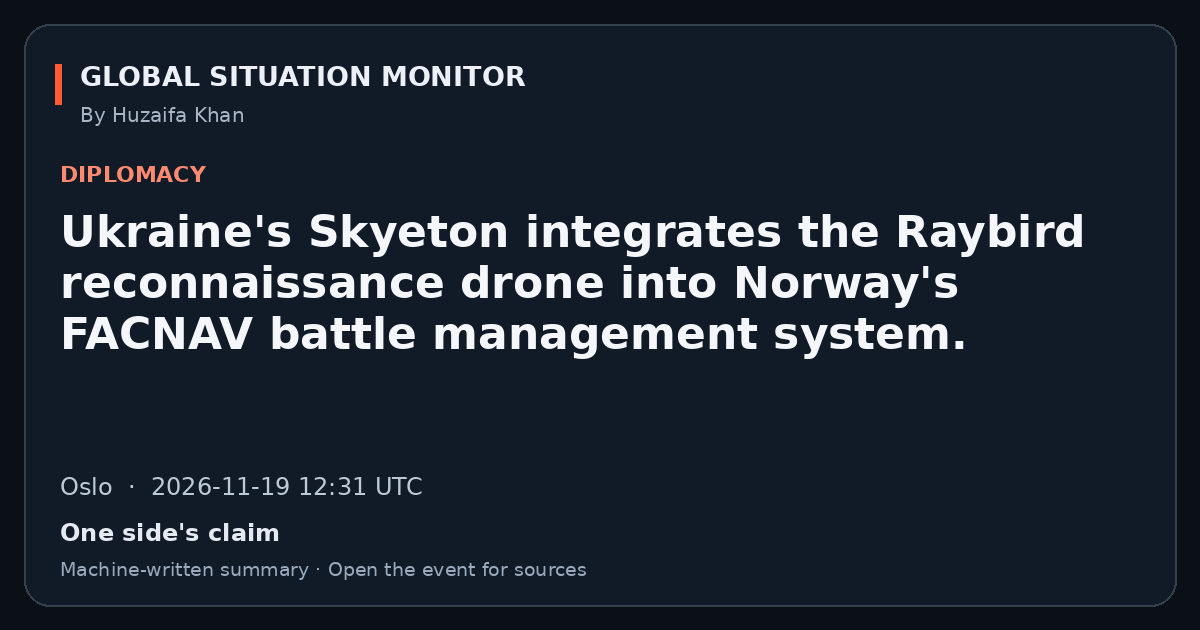 GLOBAL SITUATION MONITOR
By Huzaifa Khan
DIPLOMACY
Ukraine's Skyeton integrates the Raybird
reconnaissance drone into Norway's
FACNAV battle management system.
Oslo · 2026-11-19 12:31 UTC
One side's claim
Machine-written summary · Open the event for sources